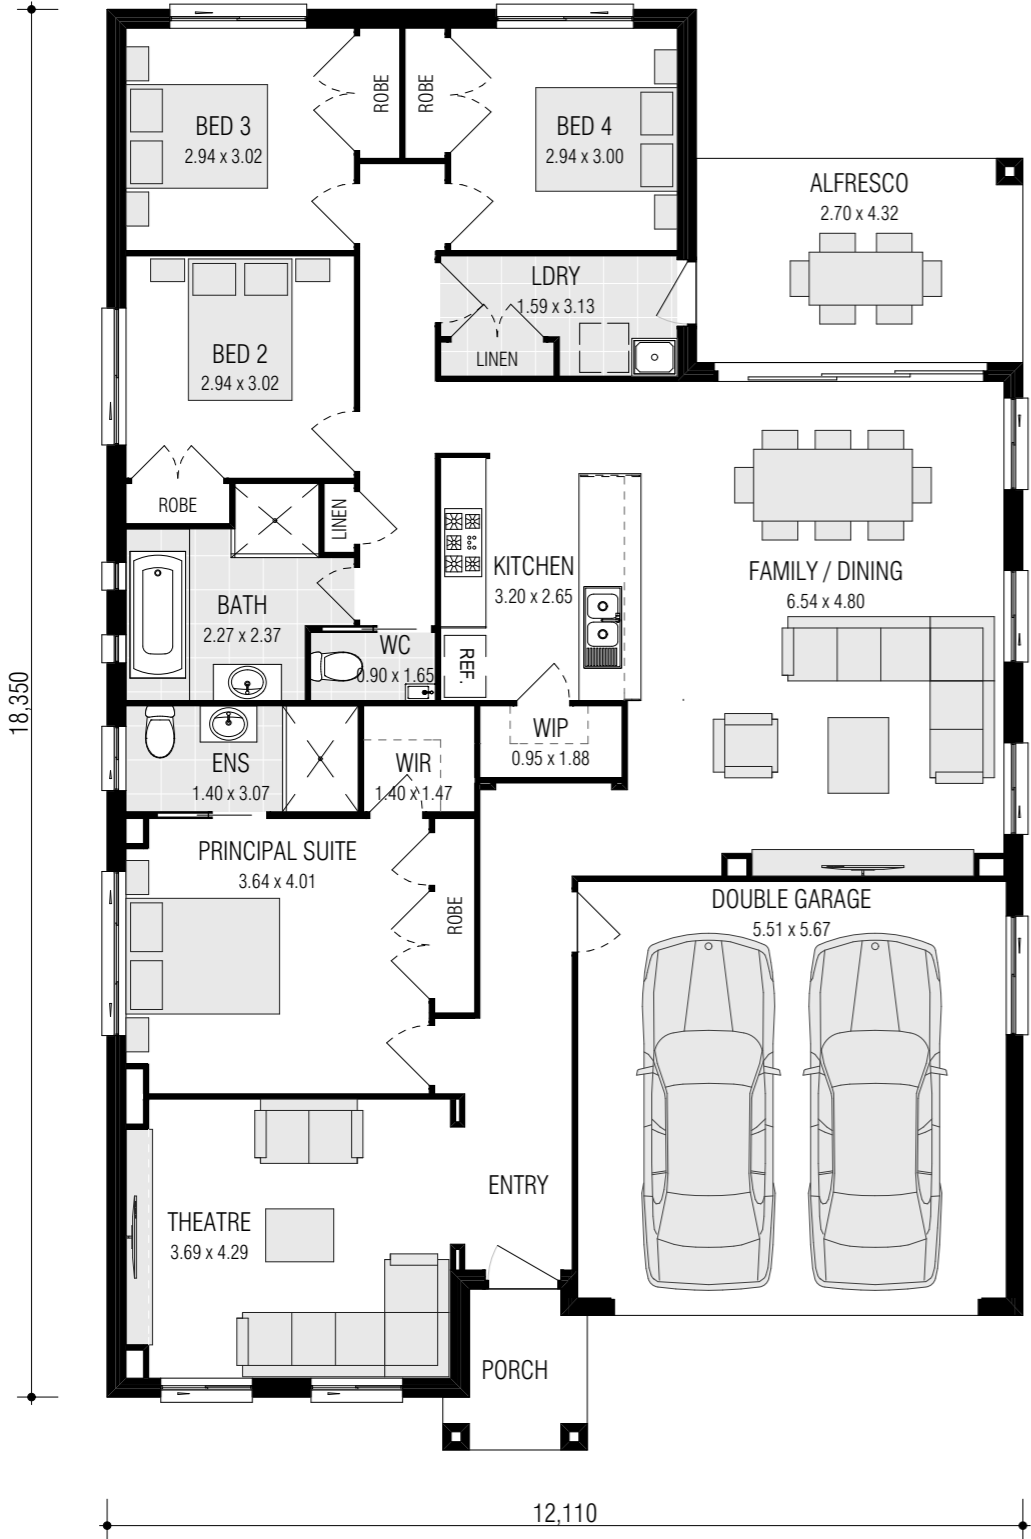 BED 3
2.94 x 3.02
ROBE
ROBE
BED 4
2.94 x 3.00
ALFRESCO
2.70 x 4.32
LDRY
1.59 x 3.13
LINEN
BED 2
2.94 x 3.02
ROBE
LINEN
KITCHEN
3.20 x 2.65
FAMILY / DINING
6.54 x 4.80
BATH
2.27 x 2.37
WC
0.90 x 1.65
REF.
18,350
WIP
0.95 x 1.88
ENS
1.40 x 3.07
WIR
1.40 x 1.47
PRINCIPAL SUITE
3.64 x 4.01
ROBE
DOUBLE GARAGE
5.51 x 5.67
ENTRY
THEATRE
3.69 x 4.29
PORCH
12,110